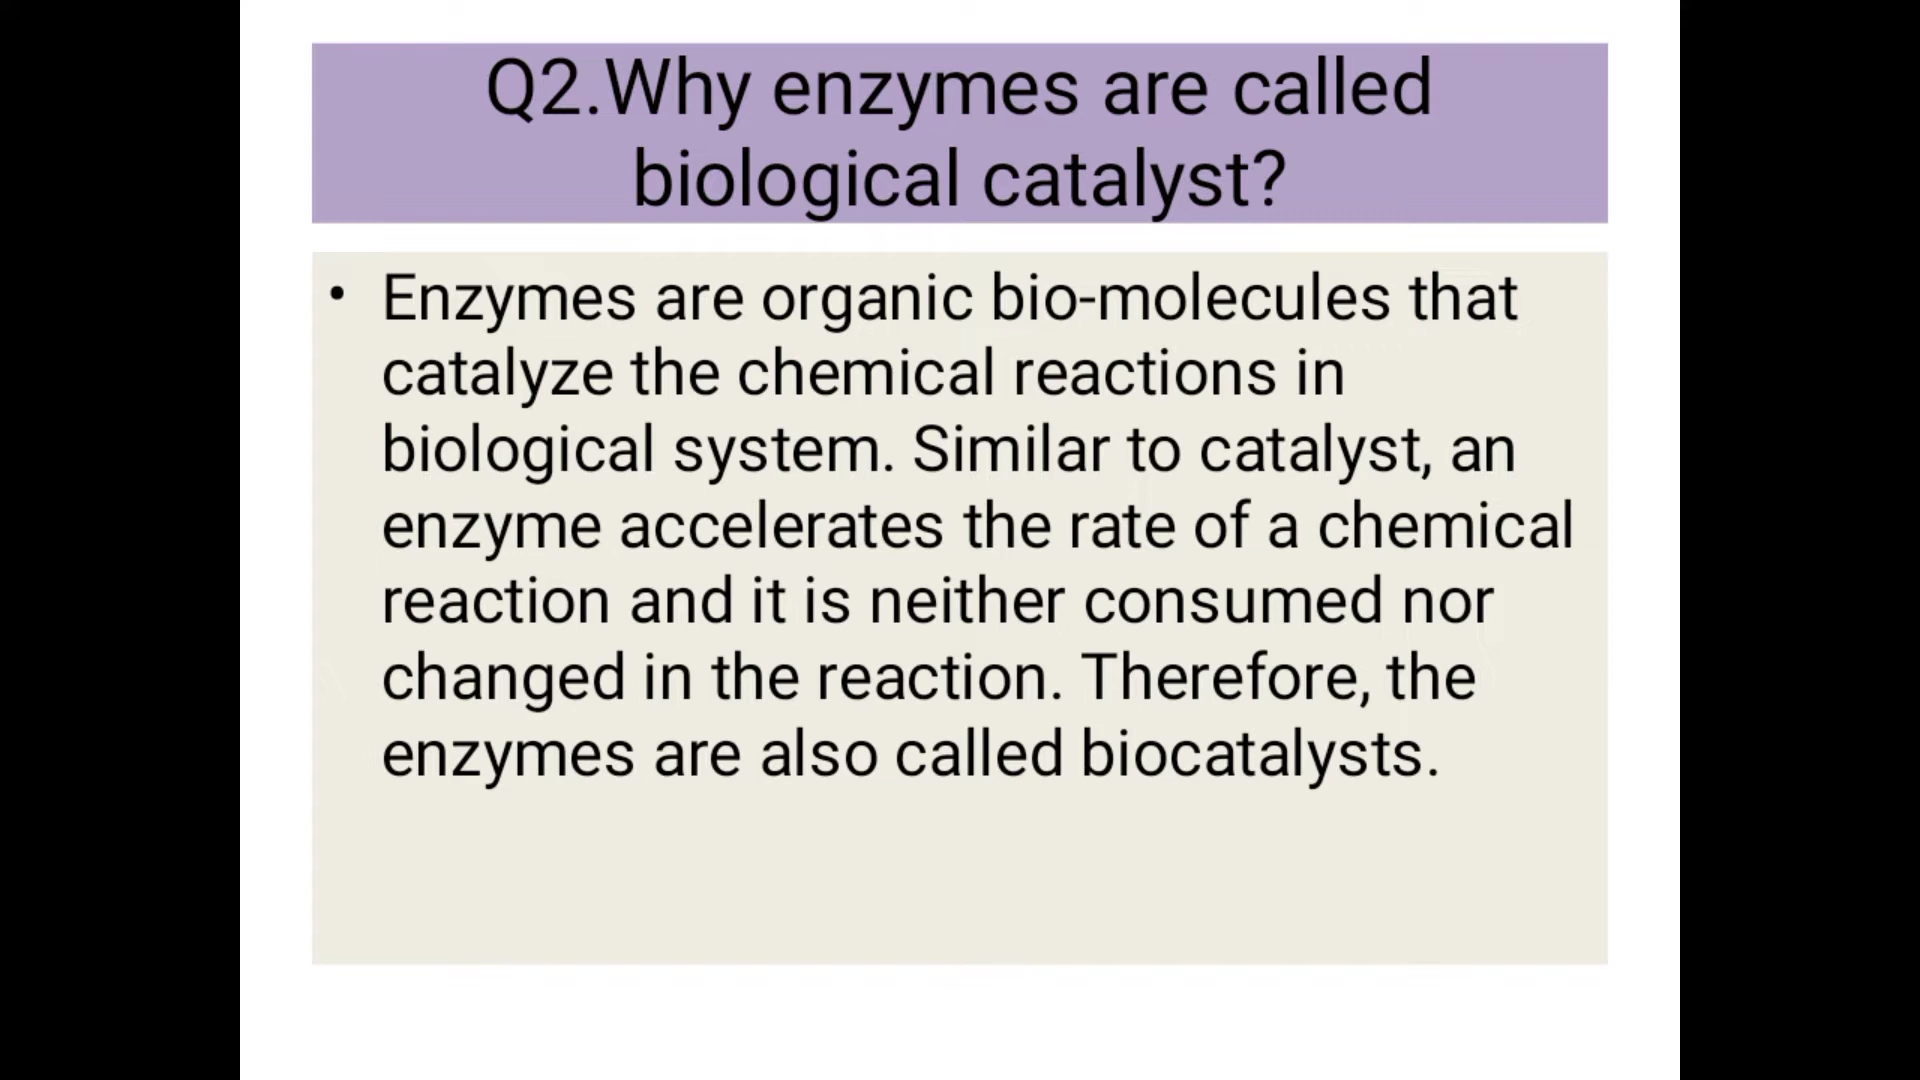 Q2.Why enzymes are called
biological catalyst?
• Enzymes are organic bio-molecules that
catalyze the chemical reactions in
biological system. Similar to catalyst, an
enzyme accelerates the rate of a chemical
reaction and it is neither consumed nor
changed in the reaction. Therefore, the
enzymes are also called biocatalysts.